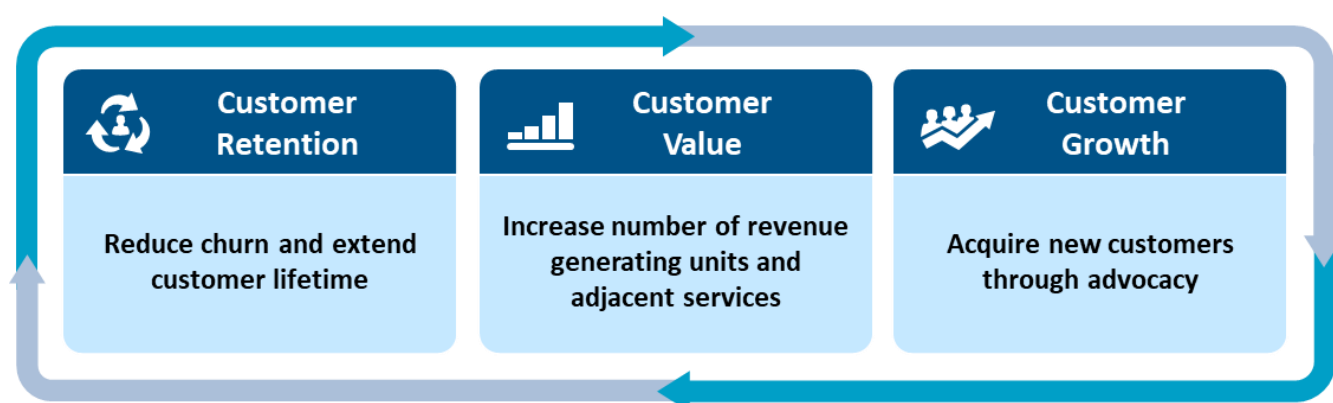 Customer
Retention
Reduce churn and extend
customer lifetime
Customer
Value
Increase number of revenue
generating units and
adjacent services
Customer
Growth
Acquire new customers
through advocacy